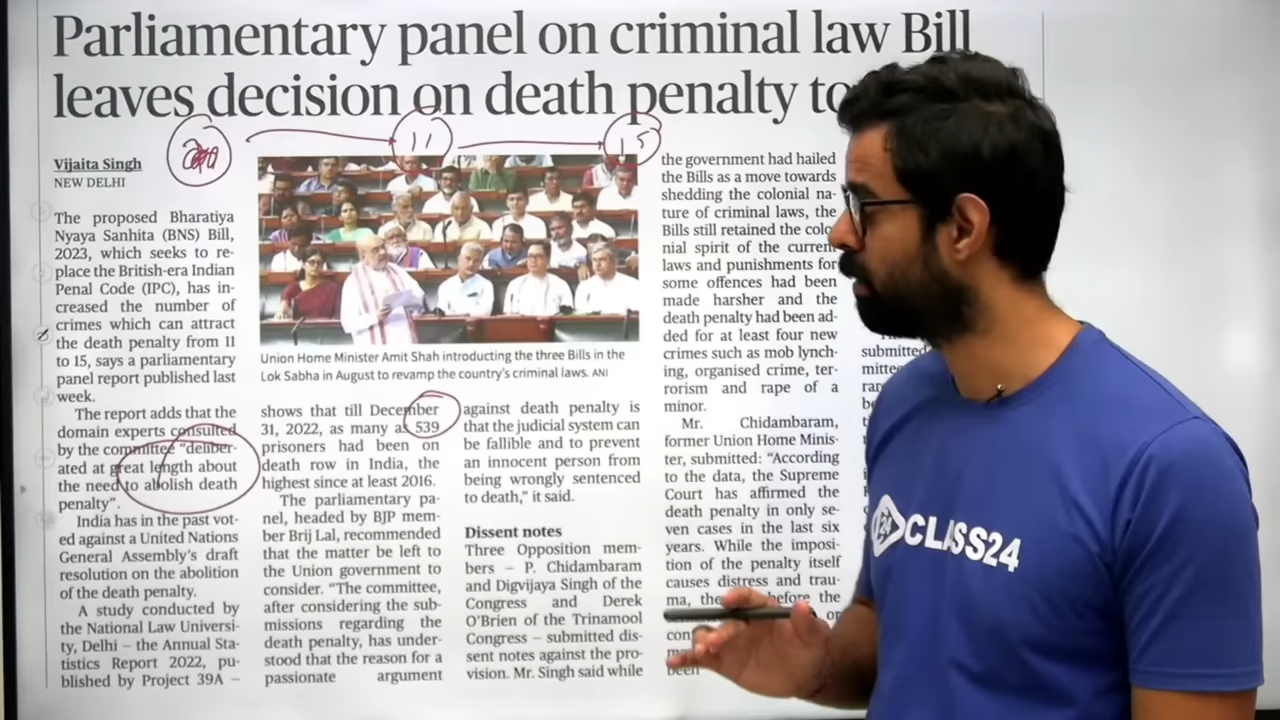 Parliamentary panel on criminal law Bill
leaves decision on death penalty to
11
15
Vijaita Singh
NEW DELHI
The proposed Bharatiya
Nyaya Sanhita (BNS) Bill,
2023, which seeks to re-
place the British-era Indian
Penal Code (IPC), has in-
creased the number of
crimes which can attract
the death penalty from 11
to 15, says a parliamentary
panel report published last
week.
The report adds that the
domain experts consulted
by the committee “deliber-
ated at great length about
the need to abolish death
penalty”.
India has in the past vot-
ed against a United Nations
General Assembly’s draft
resolution on the abolition
of the death penalty.
A study conducted by
the National Law Universi-
ty, Delhi – the Annual Sta-
tistics Report 2022, pu-
blished by Project 39A –
Union Home Minister Amit Shah introducting the three Bills in the
Lok Sabha in August to revamp the country’s criminal laws. ANI
shows that till December
31, 2022, as many as 539
prisoners had been on
death row in India, the
highest since at least 2016.
The parliamentary pa-
nel, headed by BJP mem-
ber Brij Lal, recommended
that the matter be left to
the Union government to
consider. “The committee,
after considering the sub-
missions regarding the
death penalty, has under-
stood that the reason for a
passionate argument
against death penalty is
that the judicial system can
be fallible and to prevent
an innocent person from
being wrongly sentenced
to death,” it said.
Dissent notes
Three Opposition mem-
bers – P. Chidambaram
and Digvijaya Singh of the
Congress and Derek
O’Brien of the Trinamool
Congress – submitted dis-
sent notes against the pro-
vision. Mr. Singh said while
the government had hailed
the Bills as a move towards
shedding the colonial na-
ture of criminal laws, the
Bills still retained the colo
nial spirit of the current
laws and punishments for
some offences had been
made harsher and the
death penalty had been ad-
ded for at least four new
crimes such as mob lynch-
ing, organised crime, ter-
rorism and rape of a
minor.
Mr. Chidambaram,
former Union Home Minis-
ter, submitted: “According
to the data, the Supreme
Court has affirmed the
death penalty in only se-
ven cases in the last six
years. While the imposi-
tion of the penalty itself
causes distress and trau-
ma, the before the
or
con
been
submitted
24
CLASS24